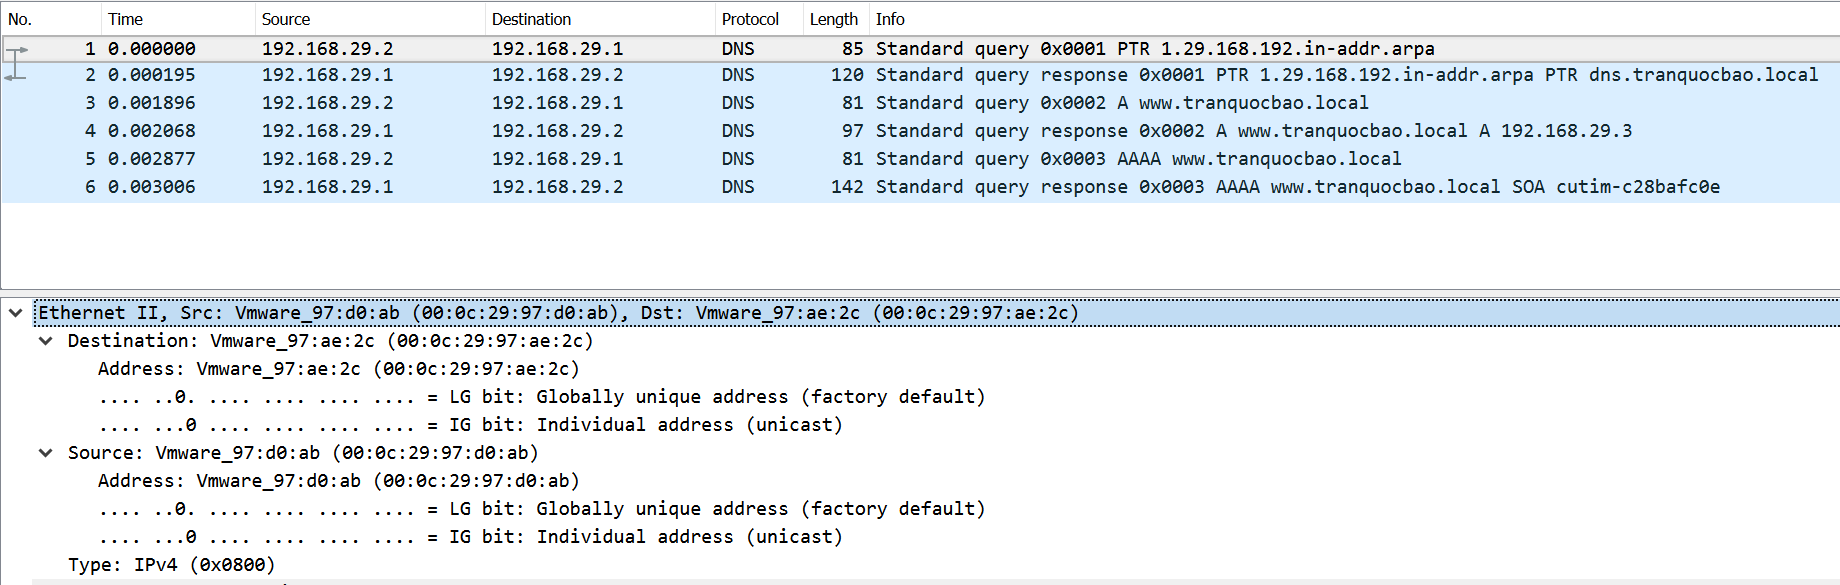 No. Time Source Destination Protocol Length Info
1 0.000000 192.168.29.2 192.168.29.1 DNS 85 Standard query 0x0001 PTR 1.29.168.192.in-addr.arpa
2 0.000195 192.168.29.1 192.168.29.2 DNS 120 Standard query response 0x0001 PTR 1.29.168.192.in-addr.arpa PTR dns.tranquocbao.local
3 0.001896 192.168.29.2 192.168.29.1 DNS 81 Standard query 0x0002 A www.tranquocbao.local
4 0.002068 192.168.29.1 192.168.29.2 DNS 97 Standard query response 0x0002 A www.tranquocbao.local A 192.168.29.3
5 0.002877 192.168.29.2 192.168.29.1 DNS 81 Standard query 0x0003 AAAA www.tranquocbao.local
6 0.003006 192.168.29.1 192.168.29.2 DNS 142 Standard query response 0x0003 AAAA www.tranquocbao.local SOA cutim-c28bafc0e
Ethernet II, Src: Vmware_97:d0:ab (00:0c:29:97:d0:ab), Dst: Vmware_97:ae:2c (00:0c:29:97:ae:2c)
Destination: Vmware_97:ae:2c (00:0c:29:97:ae:2c)
Address: Vmware_97:ae:2c (00:0c:29:97:ae:2c)
.... ..0. .... .... .... .... = LG bit: Globally unique address (factory default)
.... ...0 .... .... .... .... = IG bit: Individual address (unicast)
Source: Vmware_97:d0:ab (00:0c:29:97:d0:ab)
Address: Vmware_97:d0:ab (00:0c:29:97:d0:ab)
.... ..0. .... .... .... .... = LG bit: Globally unique address (factory default)
.... ...0 .... .... .... .... = IG bit: Individual address (unicast)
Type: IPv4 (0x0800)